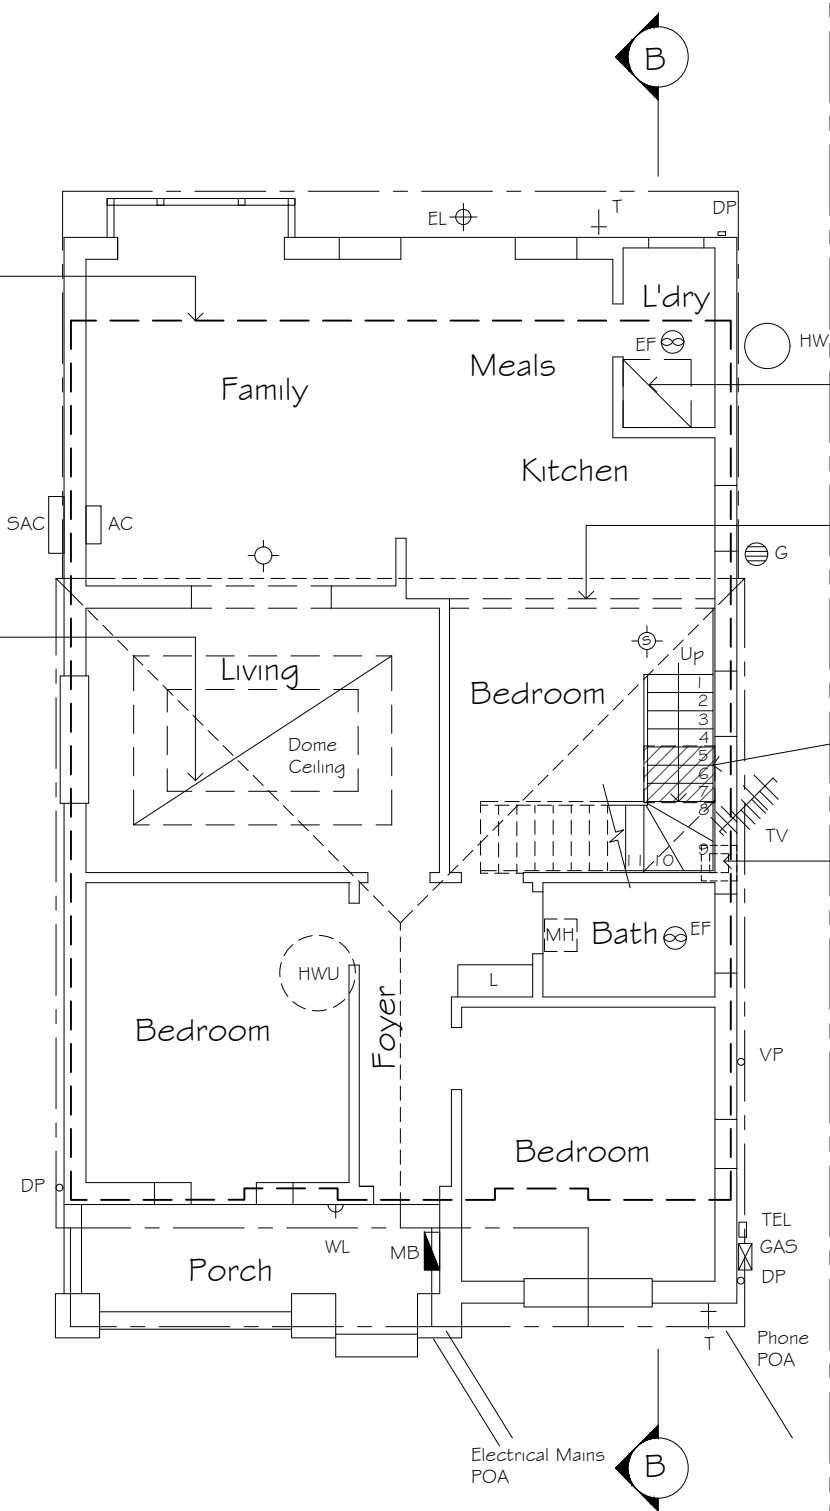 B
T
DP
EL
L'dry
EF
HW
Meals
Family
Kitchen
SAC
AC
G
S
Up
Living
Bedroom
1
2
3
4
5
6
7
8
9
10
11
Dome
Ceiling
TV
MH
Bath
EF
HWU
L
Foyer
Bedroom
VP
Bedroom
DP
TEL
WL
MB
GAS
Porch
DP
T
Phone
POA
Electrical Mains
POA
B